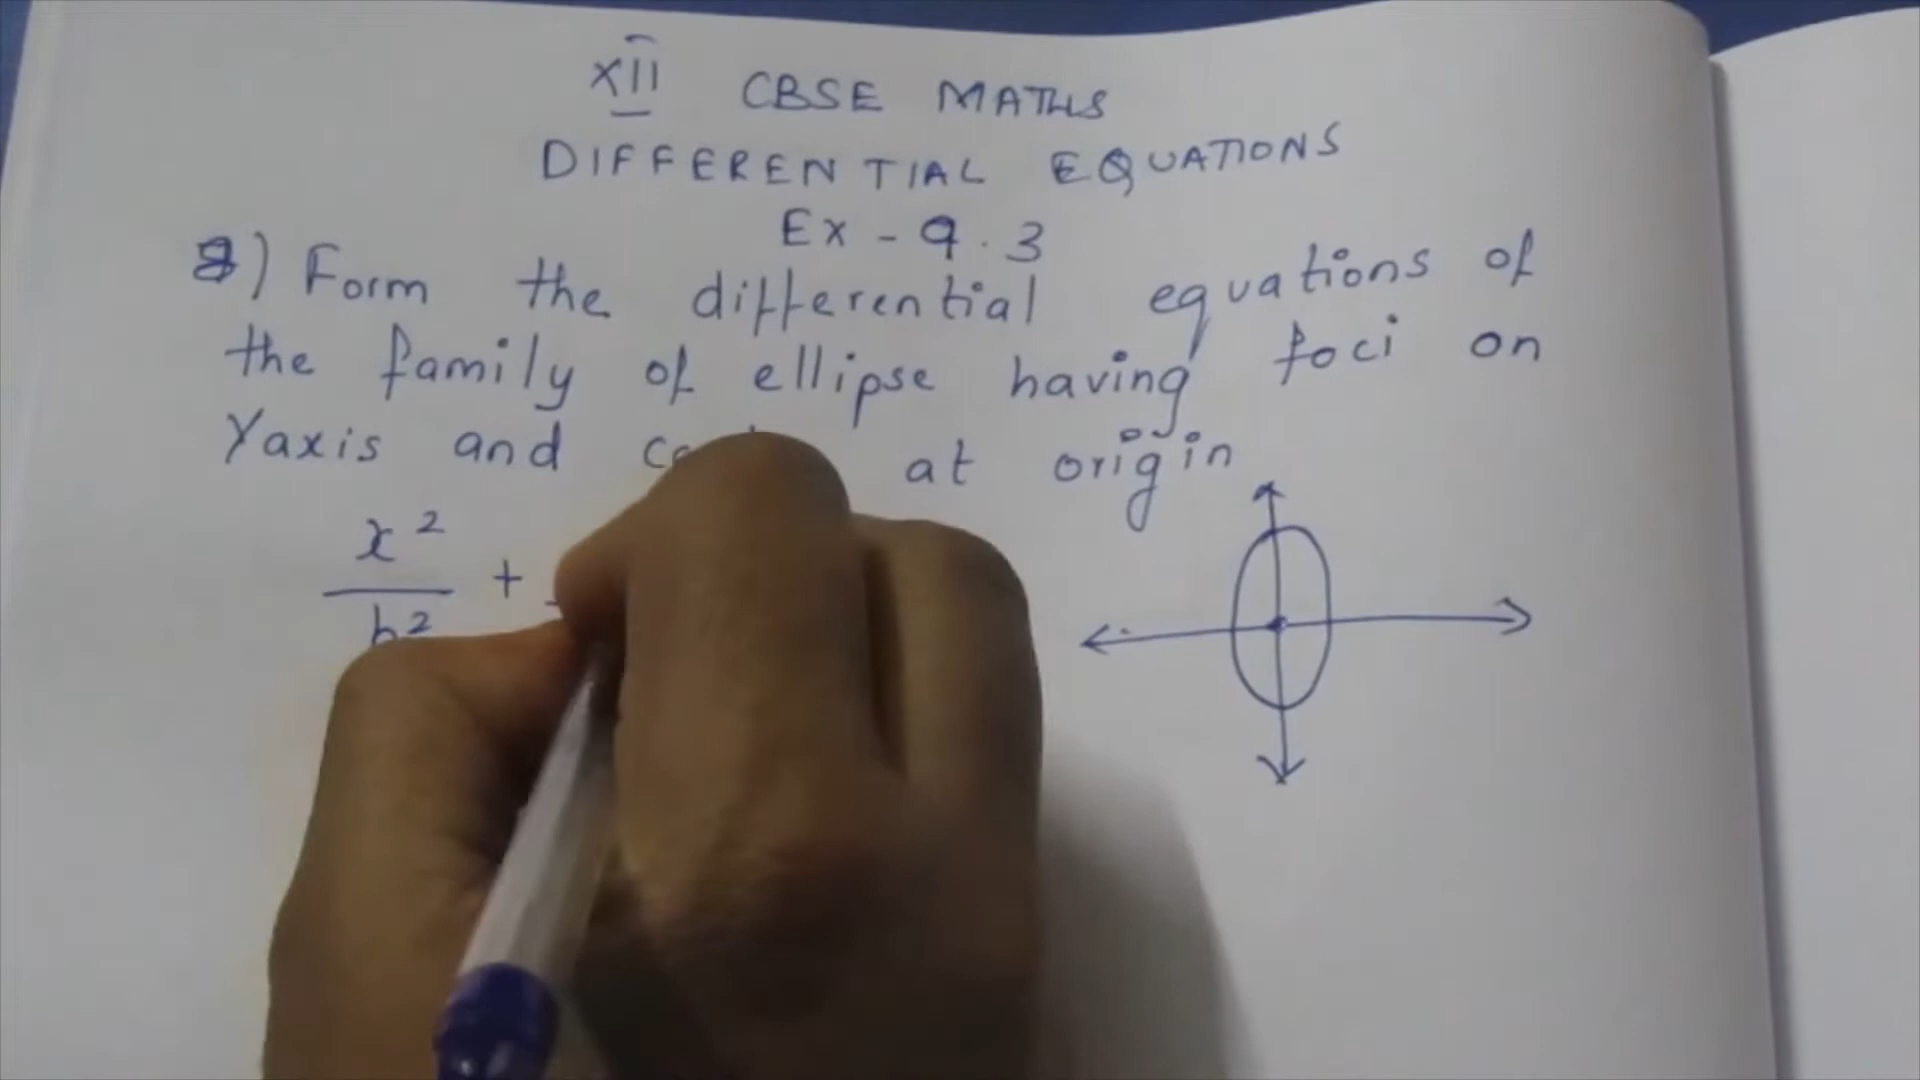 XII CBSE MATHS
DIFFERENTIAL EQUATIONS
Ex - 9.3
8) Form the differential equations of
the family of ellipse having foci on
Yaxis and at origin
x²
+
b²